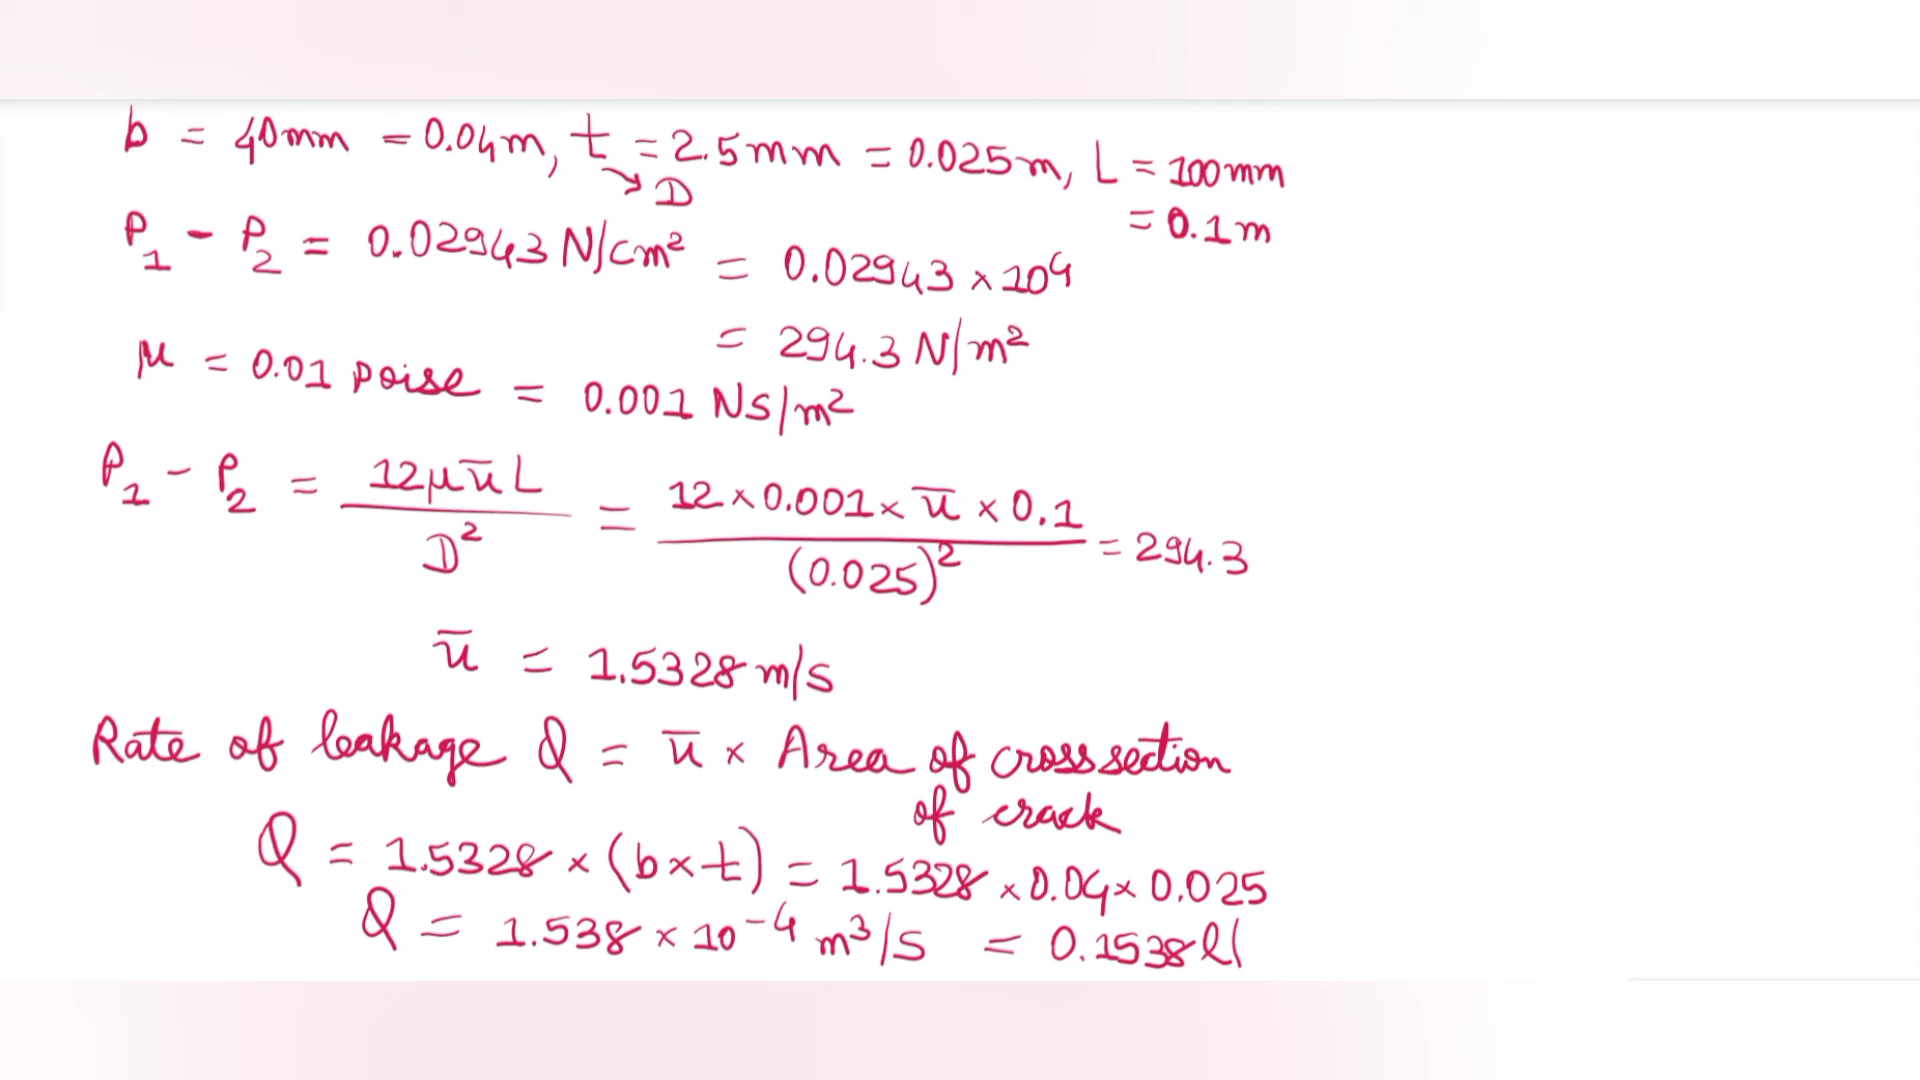 b = 40mm = 0.04m, t = 2.5mm = 0.025m, L = 100mm
→ D
= 0.1m
P₁ - P₂ = 0.02943 N/cm² = 0.02943 × 10⁴
= 294.3 N/m²
μ = 0.01 poise = 0.001 NS/m²
P₁ - P₂ = 12μūL / D² = 12 × 0.001 × ū × 0.1 / (0.025)² = 294.3
ū = 1.5328 m/s
Rate of leakage Q = ū × Area of cross section
of crack
Q = 1.5328 × (b × t) = 1.5328 × 0.04 × 0.025
Q = 1.538 × 10⁻⁴ m³/s = 0.1538 l(